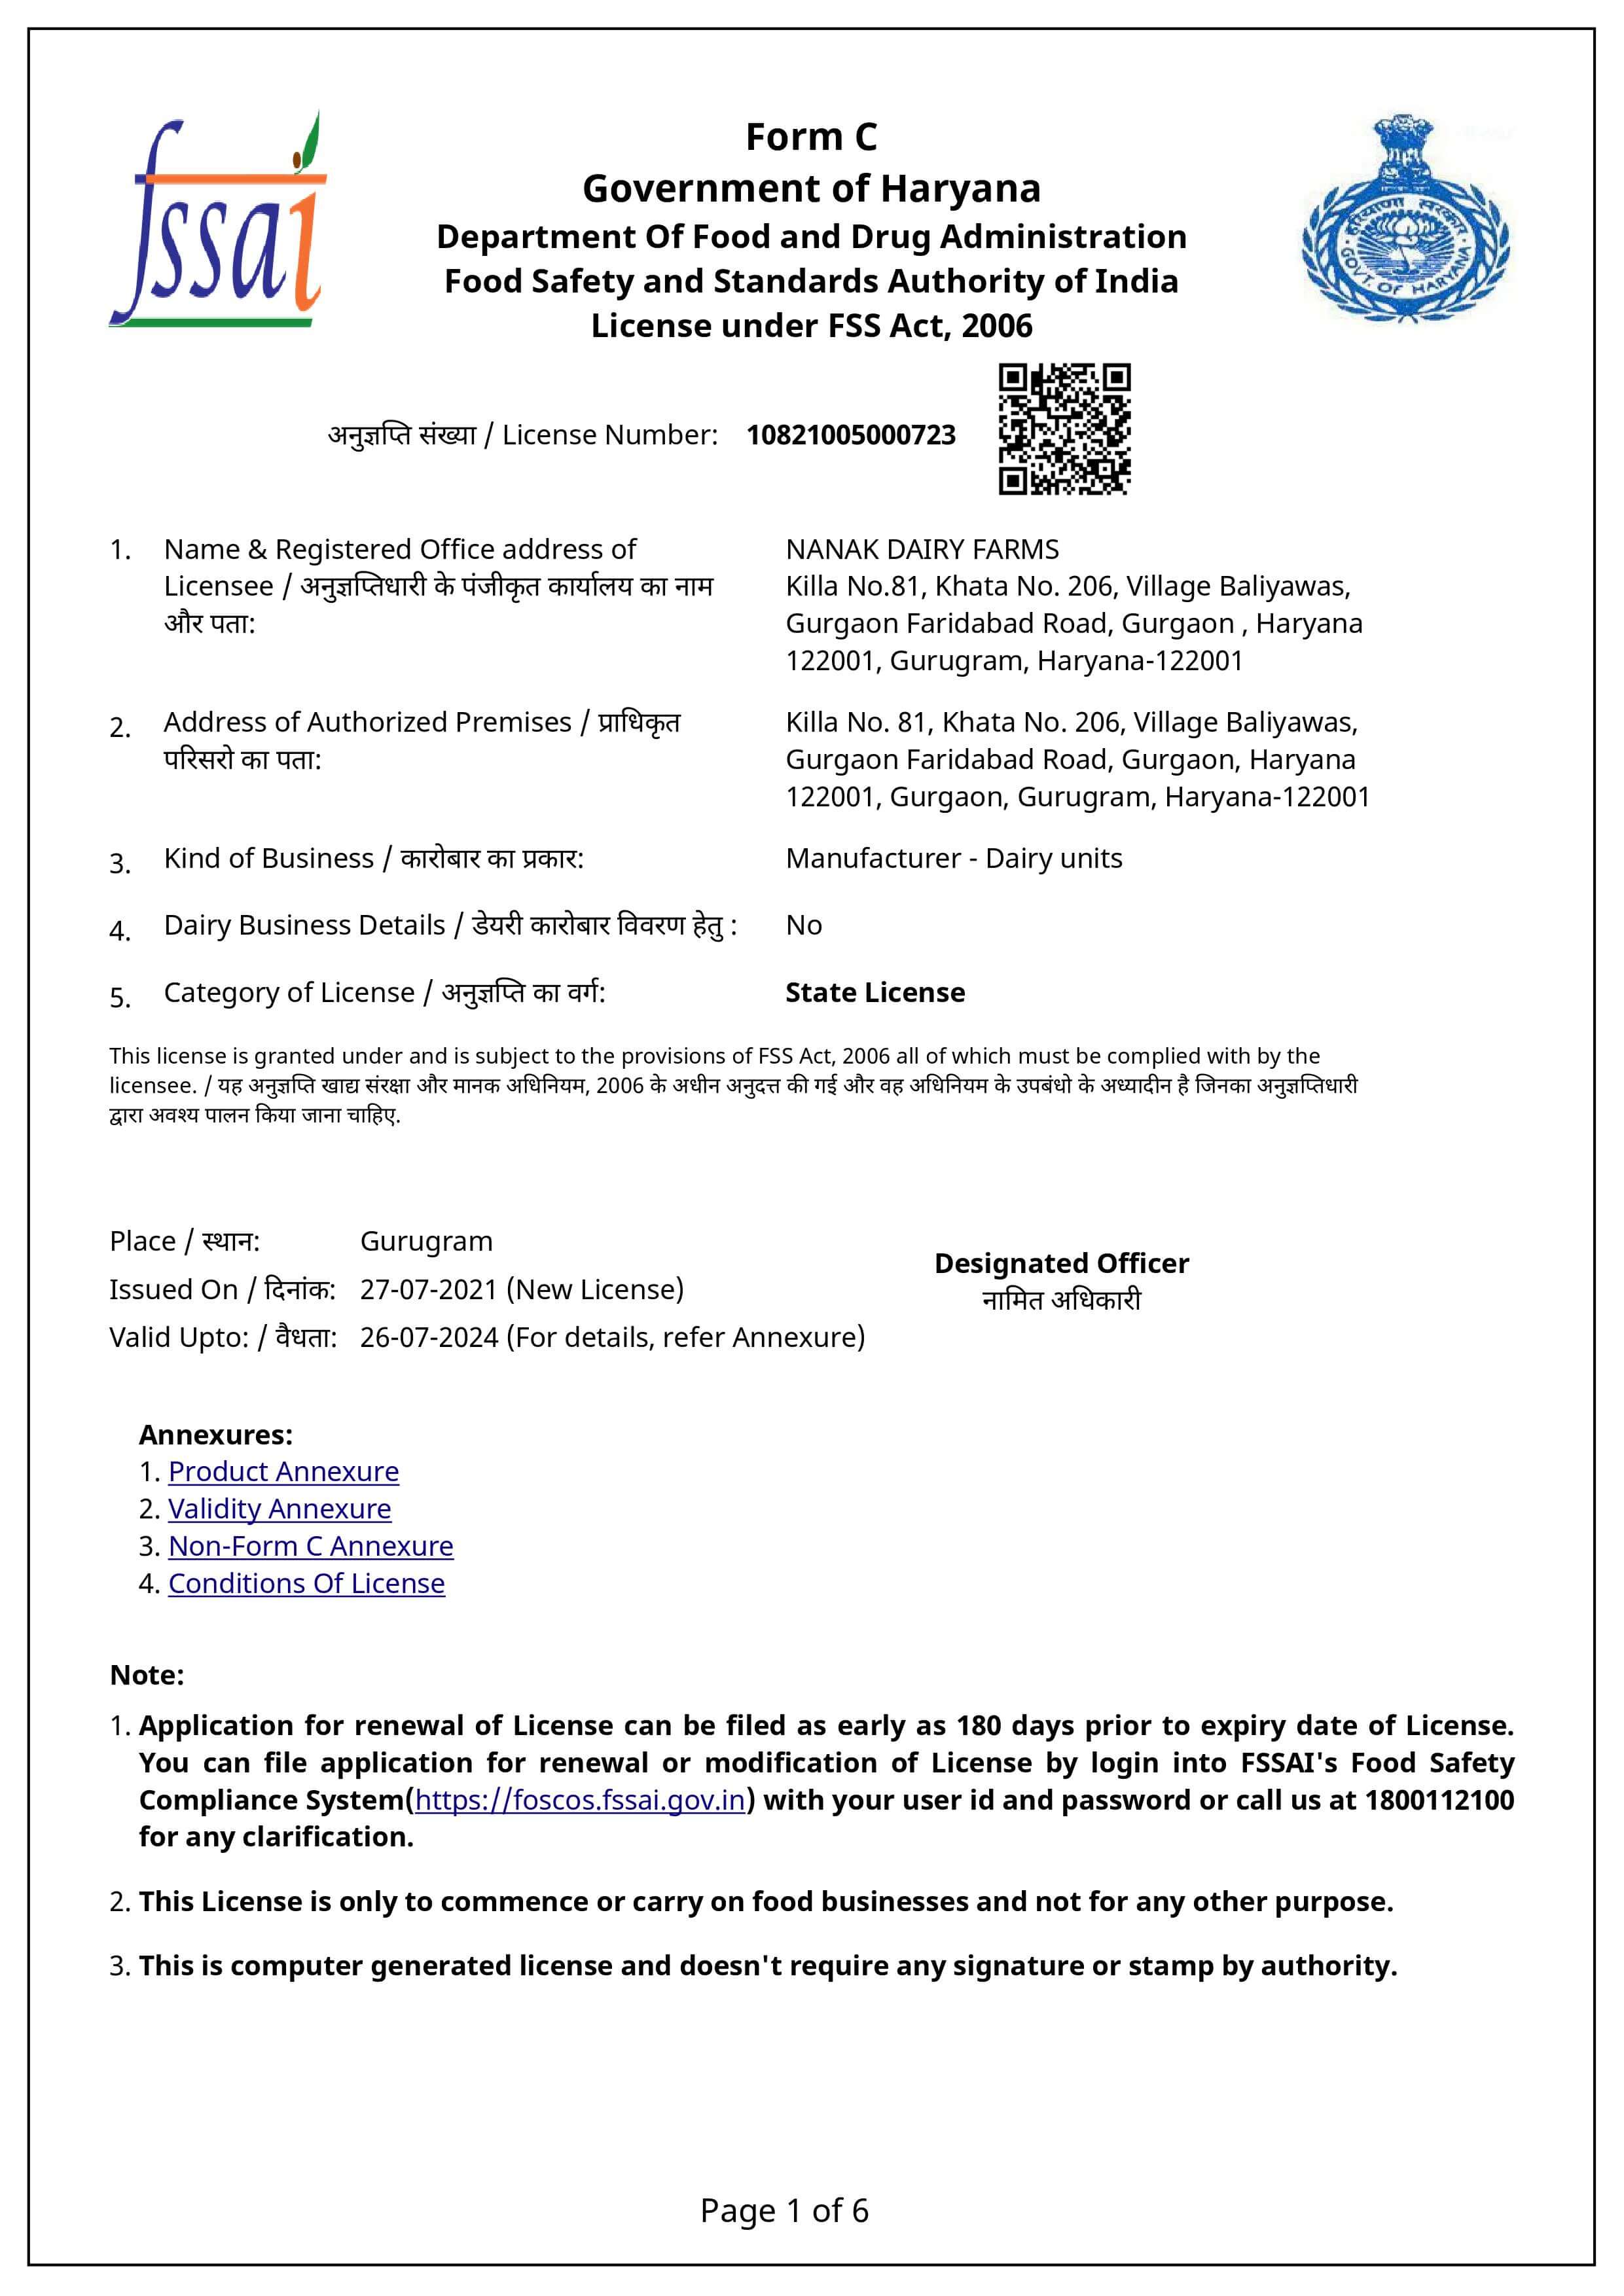 fssai
Form C
Government of Haryana
Department Of Food and Drug Administration
Food Safety and Standards Authority of India
License under FSS Act, 2006
हरियाणा सरकार
GOVT. OF HARYANA
अनुज्ञप्ति संख्या / License Number: 10821005000723
1. Name & Registered Office address of
Licensee / अनुज्ञप्तिधारी के पंजीकृत कार्यालय का नाम
और पता:
NANAK DAIRY FARMS
Killa No.81, Khata No. 206, Village Baliyawas,
Gurgaon Faridabad Road, Gurgaon , Haryana
122001, Gurugram, Haryana-122001
2. Address of Authorized Premises / प्राधिकृत
परिसरो का पता:
Killa No. 81, Khata No. 206, Village Baliyawas,
Gurgaon Faridabad Road, Gurgaon, Haryana
122001, Gurgaon, Gurugram, Haryana-122001
3. Kind of Business / कारोबार का प्रकार: Manufacturer - Dairy units
4. Dairy Business Details / डेयरी कारोबार विवरण हेतु : No
5. Category of License / अनुज्ञप्ति का वर्ग: State License
This license is granted under and is subject to the provisions of FSS Act, 2006 all of which must be complied with by the
licensee. / यह अनुज्ञप्ति खाद्य संरक्षा और मानक अधिनियम, 2006 के अधीन अनुदत्त की गई और वह अधिनियम के उपबंधो के अध्यादीन है जिनका अनुज्ञप्तिधारी
द्वारा अवश्य पालन किया जाना चाहिए.
Place / स्थान: Gurugram
Issued On / दिनांक: 27-07-2021 (New License)
Valid Upto: / वैधता: 26-07-2024 (For details, refer Annexure)
Designated Officer
नामित अधिकारी
Annexures:
1. Product Annexure
2. Validity Annexure
3. Non-Form C Annexure
4. Conditions Of License
Note:
1. Application for renewal of License can be filed as early as 180 days prior to expiry date of License.
You can file application for renewal or modification of License by login into FSSAI's Food Safety
Compliance System(https://foscos.fssai.gov.in) with your user id and password or call us at 1800112100
for any clarification.
2. This License is only to commence or carry on food businesses and not for any other purpose.
3. This is computer generated license and doesn't require any signature or stamp by authority.
Page 1 of 6